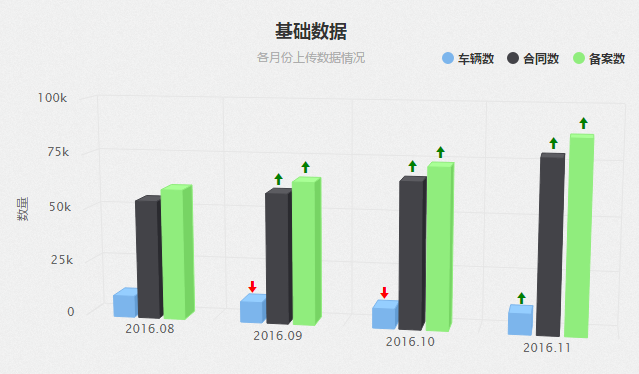 基础数据
各月份上传数据情况
车辆数 合同数 备案数
100k
75k
50k
25k
0
数量
2016.08
2016.09
2016.10
2016.11